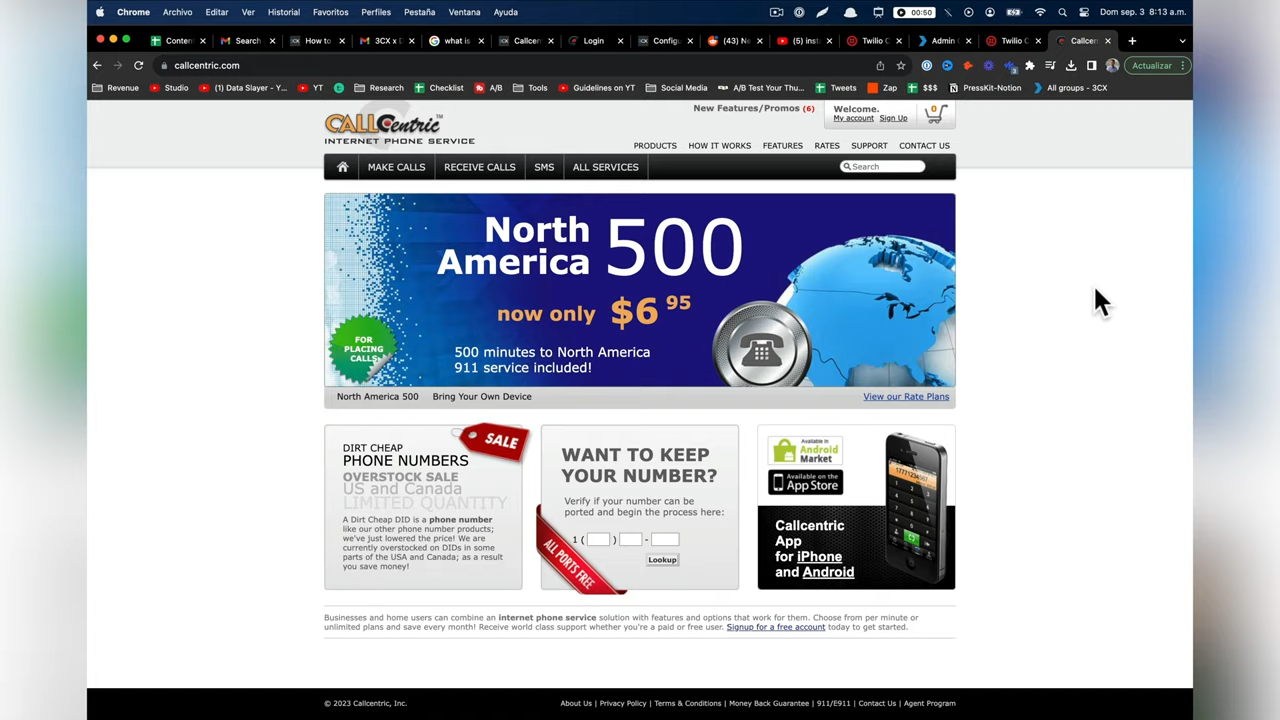 Chrome Archivo Editar Ver Historial Favoritos Perfiles Pestaña Ventana Ayuda 00:50 Dom sep. 3 8:13 a.m.
Conten Search How to 3CX x D what is Callcen Login Configu (43) Ne (5) inst Twilio C Admin C Twilio C Callcen
callcentric.com Actualizar
Revenue Studio (1) Data Slayer - Y... YT Research Checklist A/B Tools Guidelines on YT Social Media A/B Test Your Thu... Tweets Zap $$$ PressKit-Notion All groups - 3CX
New Features/Promos (6)
Welcome.
My account Sign Up
0
CALLCentric™
INTERNET PHONE SERVICE
PRODUCTS HOW IT WORKS FEATURES RATES SUPPORT CONTACT US
MAKE CALLS RECEIVE CALLS SMS ALL SERVICES Search
North
America 500
now only $6 95
500 minutes to North America
911 service included!
FOR
PLACING
CALLS
North America 500 Bring Your Own Device View our Rate Plans
DIRT CHEAP
PHONE NUMBERS
SALE
OVERSTOCK SALE
US and Canada
LIMITED QUANTITY
A Dirt Cheap DID is a phone number
like our other phone number products;
we've just lowered the price! We are
currently overstocked on DIDs in some
parts of the USA and Canada; as a result
you save money!
WANT TO KEEP
YOUR NUMBER?
Verify if your number can be
ported and begin the process here:
1 ( ) -
Lookup
ALL PORTS FREE
Available in
Android
Market
Available on the
App Store
Callcentric
App
for iPhone
and Android
17771234567
Businesses and home users can combine an internet phone service solution with features and options that work for them. Choose from per minute or
unlimited plans and save every month! Receive world class support whether you're a paid or free user. Signup for a free account today to get started.
© 2023 Callcentric, Inc. About Us | Privacy Policy | Terms & Conditions | Money Back Guarantee | 911/E911 | Contact Us | Agent Program